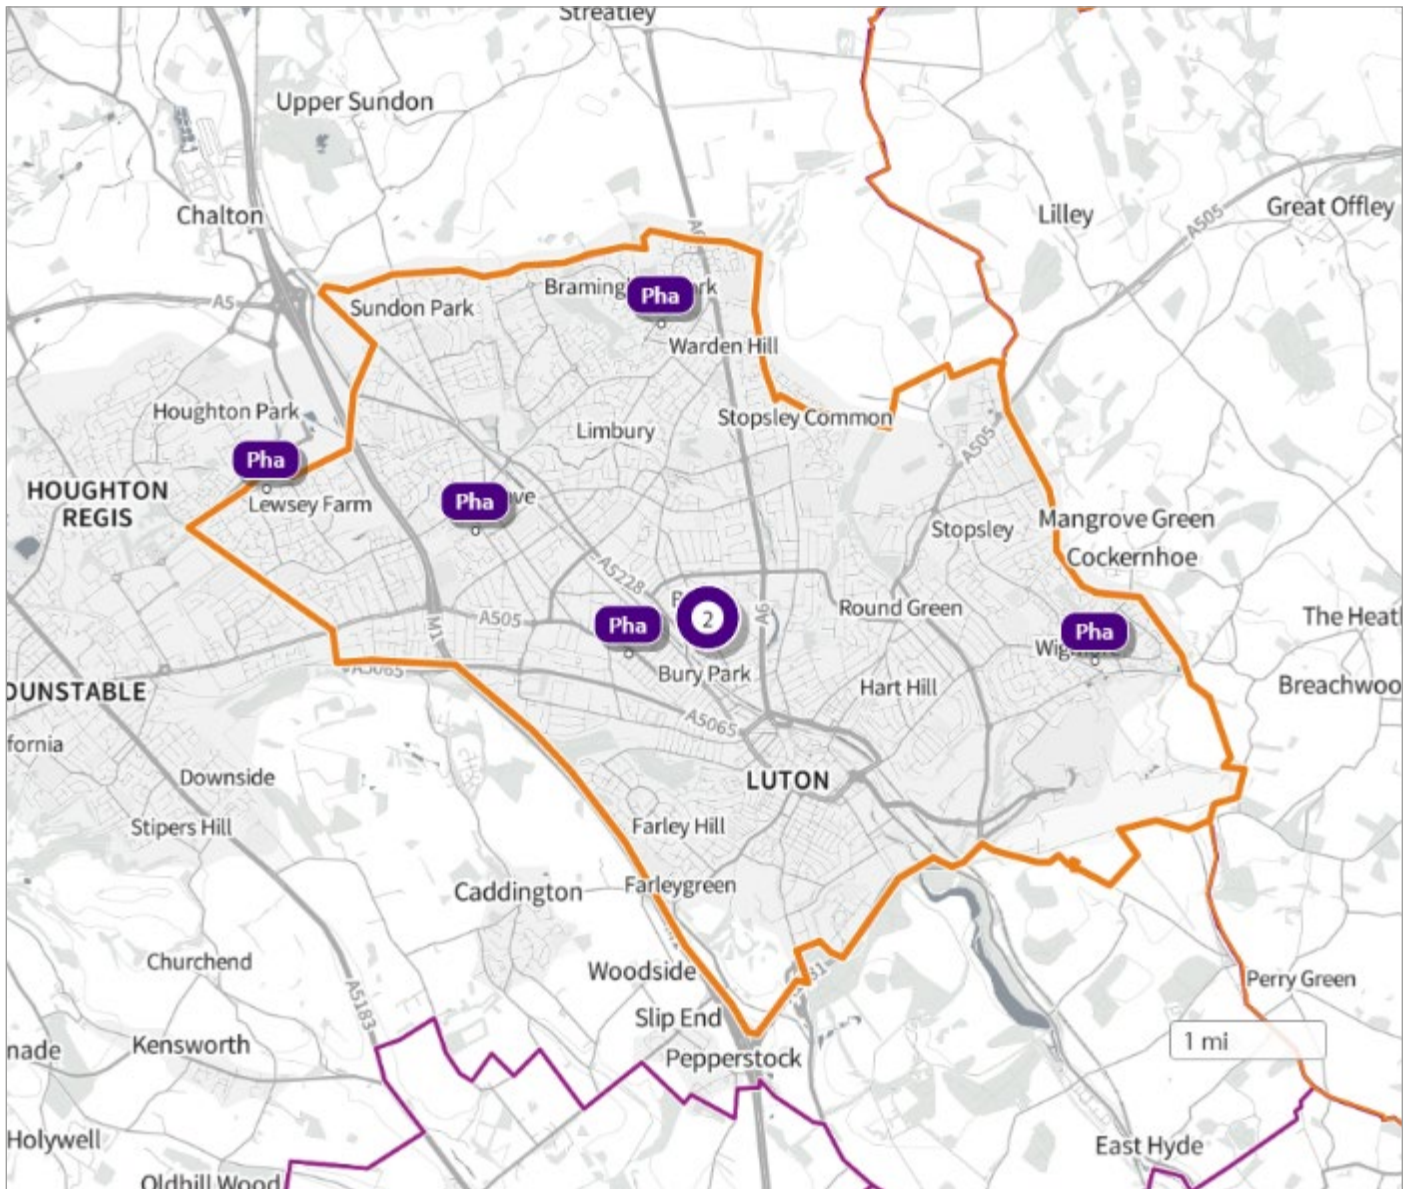 Streatley
Upper Sundon
Chalton
Lilley
Great Offley
A505
A6
A5
Sundon Park
Pha
Warden Hill
Houghton Park
Stopsley Common
Limbury
A505
Pha
Lewsey Farm
HOUGHTON
REGIS
Pha
Stopsley
Mangrove Green
Cockernhoe
A5228
A505
M1
Pha
2
A6
Round Green
The Heat
Pha
A5065
Bury Park
Hart Hill
Breachwoo
DUNSTABLE
A5065
fornia
Downside
LUTON
Stipers Hill
Farley Hill
Caddington
Farleygreen
Churchend
Woodside
Perry Green
A5183
Slip End
1 mi
nade
Kensworth
Pepperstock
Holywell
East Hyde
Oldhill Wood